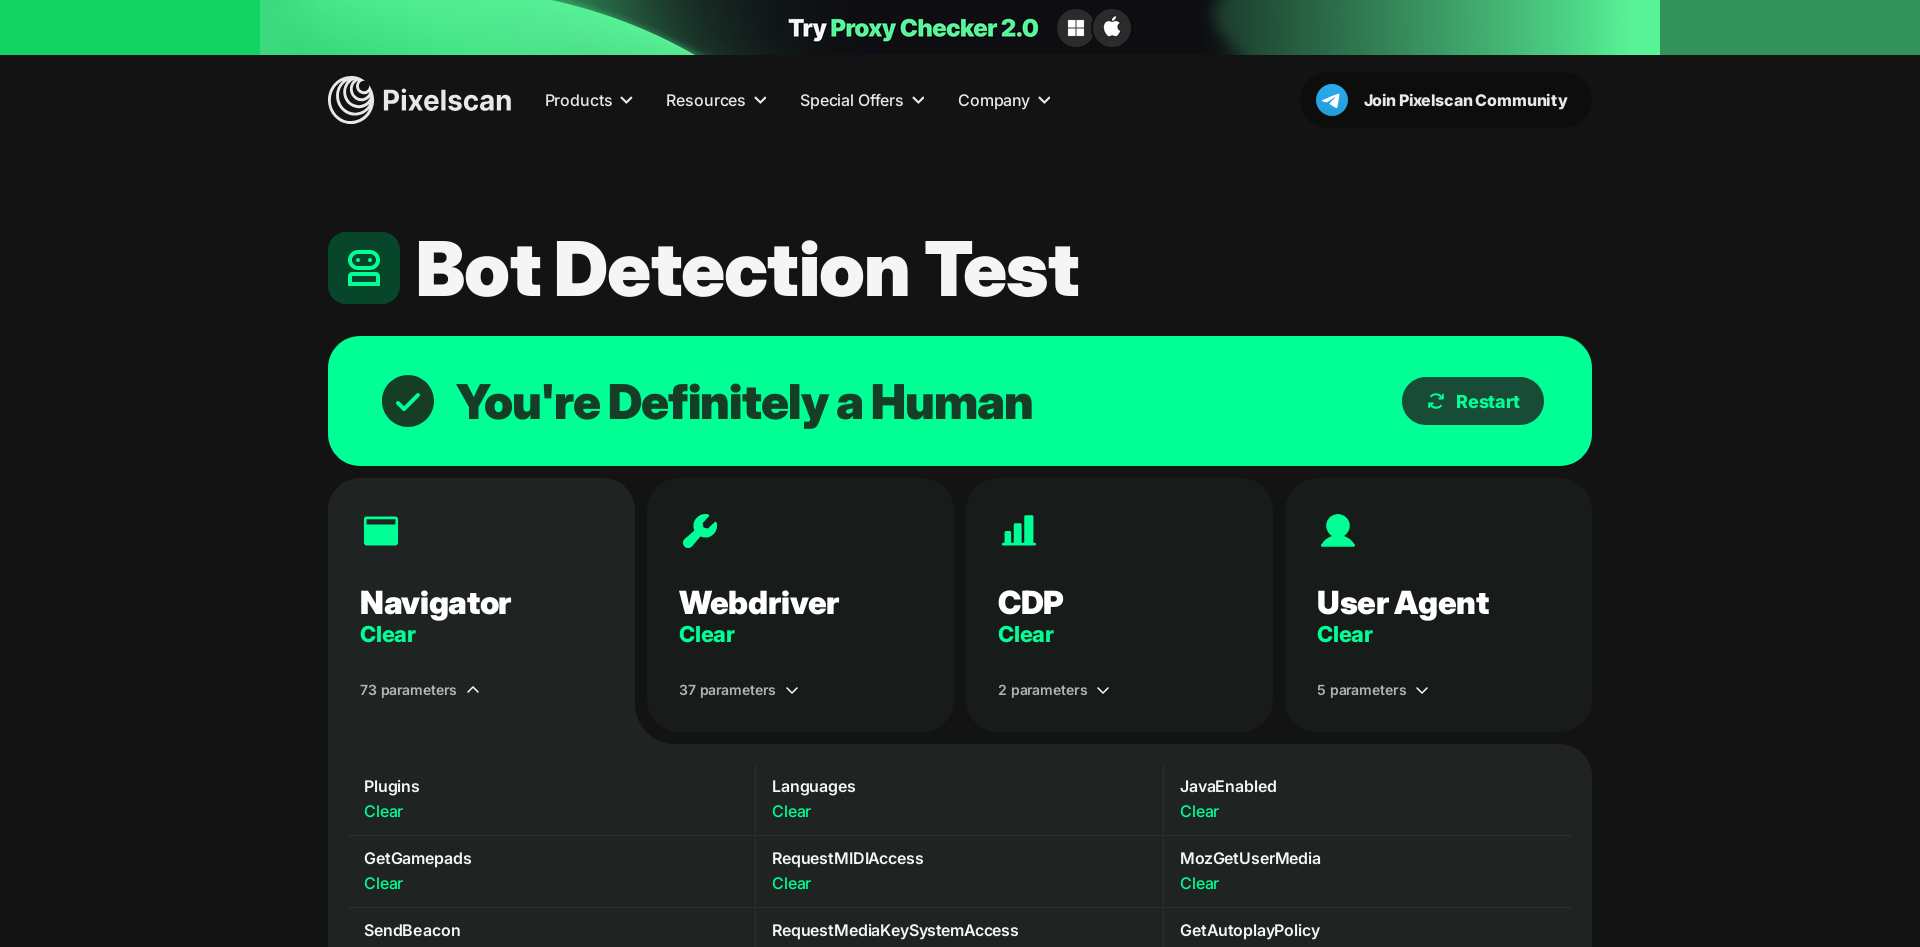 Try Proxy Checker 2.0
Pixelscan
Products
Resources
Special Offers
Company
Join Pixelscan Community
Bot Detection Test
You're Definitely a Human
Restart
Navigator
Clear
73 parameters
Webdriver
Clear
37 parameters
CDP
Clear
2 parameters
User Agent
Clear
5 parameters
Plugins
Clear
Languages
Clear
JavaEnabled
Clear
GetGamepads
Clear
RequestMIDIAccess
Clear
MozGetUserMedia
Clear
SendBeacon
RequestMediaKeySystemAccess
GetAutoplayPolicy